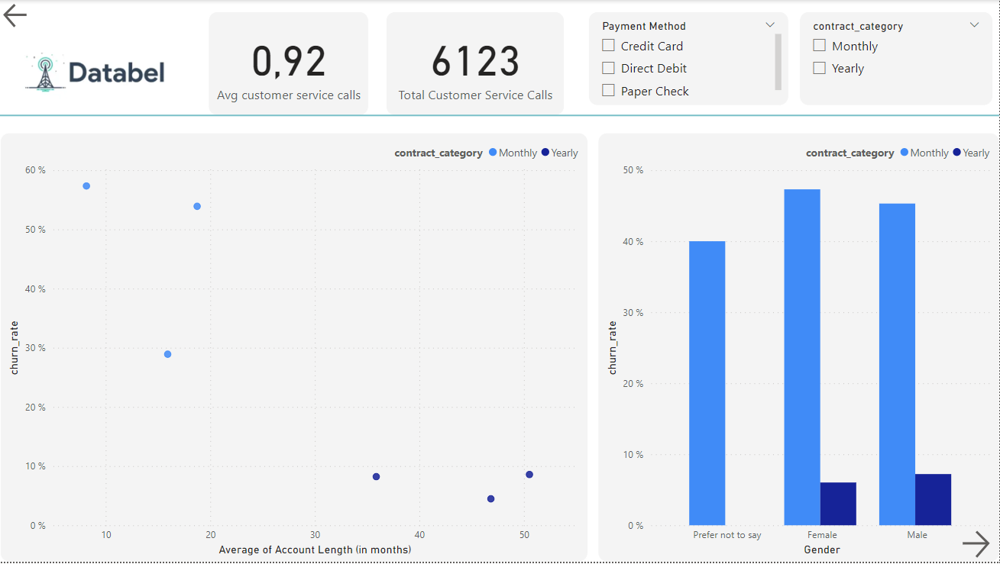 Databel
0,92
Avg customer service calls
6123
Total Customer Service Calls
Payment Method
Credit Card
Direct Debit
Paper Check
contract_category
Monthly
Yearly
contract_category Monthly Yearly
60 %
50 %
40 %
30 %
20 %
10 %
0 %
churn_rate
10 20 30 40 50
Average of Account Length (in months)
contract_category Monthly Yearly
50 %
40 %
30 %
20 %
10 %
0 %
churn_rate
Prefer not to say Female Male
Gender